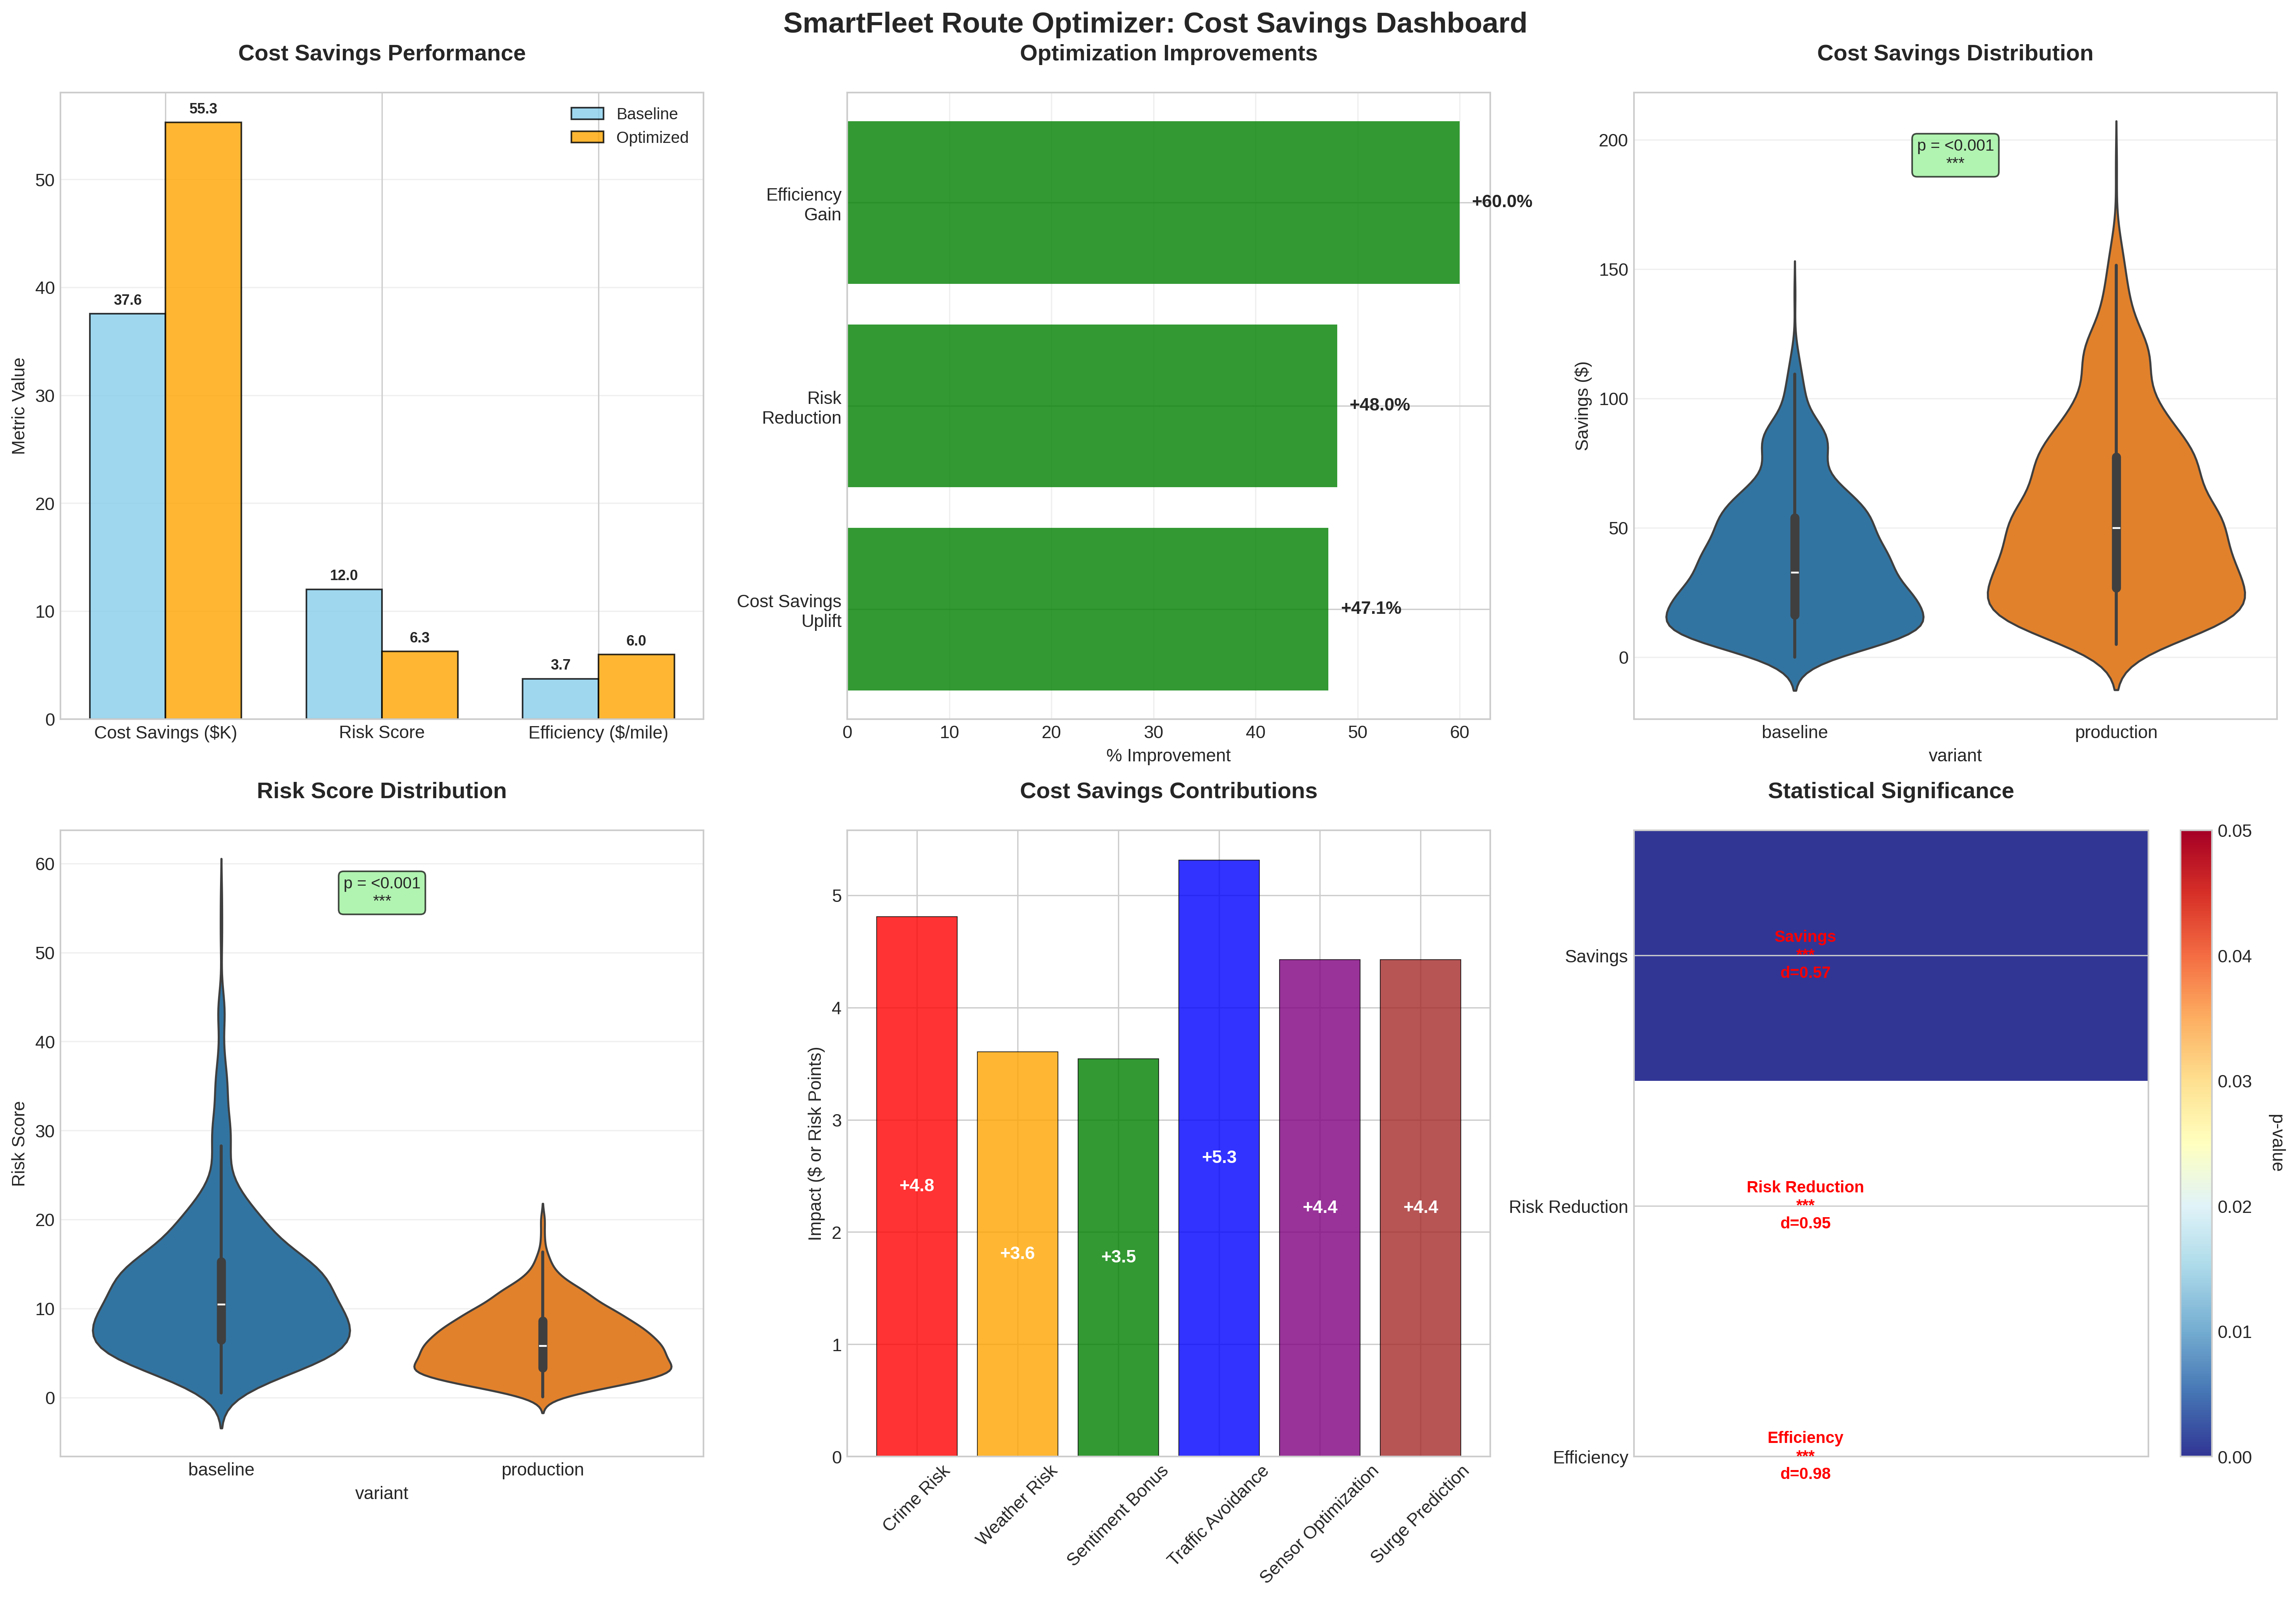 SmartFleet Route Optimizer: Cost Savings Dashboard
Cost Savings Performance
55.3
Baseline
Optimized
37.6
12.0
6.3
3.7
6.0
Metric Value
50
40
30
20
10
0
Cost Savings ($K)
Risk Score
Efficiency ($/mile)
Optimization Improvements
Efficiency
Gain
+60.0%
Risk
Reduction
+48.0%
Cost Savings
Uplift
+47.1%
0
10
20
30
40
50
60
% Improvement
Cost Savings Distribution
p = <0.001
***
Savings ($)
200
150
100
50
0
baseline
production
variant
Risk Score Distribution
p = <0.001
***
Risk Score
60
50
40
30
20
10
0
baseline
production
variant
Cost Savings Contributions
Impact ($ or Risk Points)
5
4
3
2
1
0
+4.8
+3.6
+3.5
+5.3
+4.4
+4.4
Crime Risk
Weather Risk
Sentiment Bonus
Traffic Avoidance
Sensor Optimization
Surge Prediction
Statistical Significance
Savings
Savings
***
d=0.57
Risk Reduction
Risk Reduction
***
d=0.95
Efficiency
Efficiency
***
d=0.98
0.05
0.04
0.03
0.02
0.01
0.00
p-value